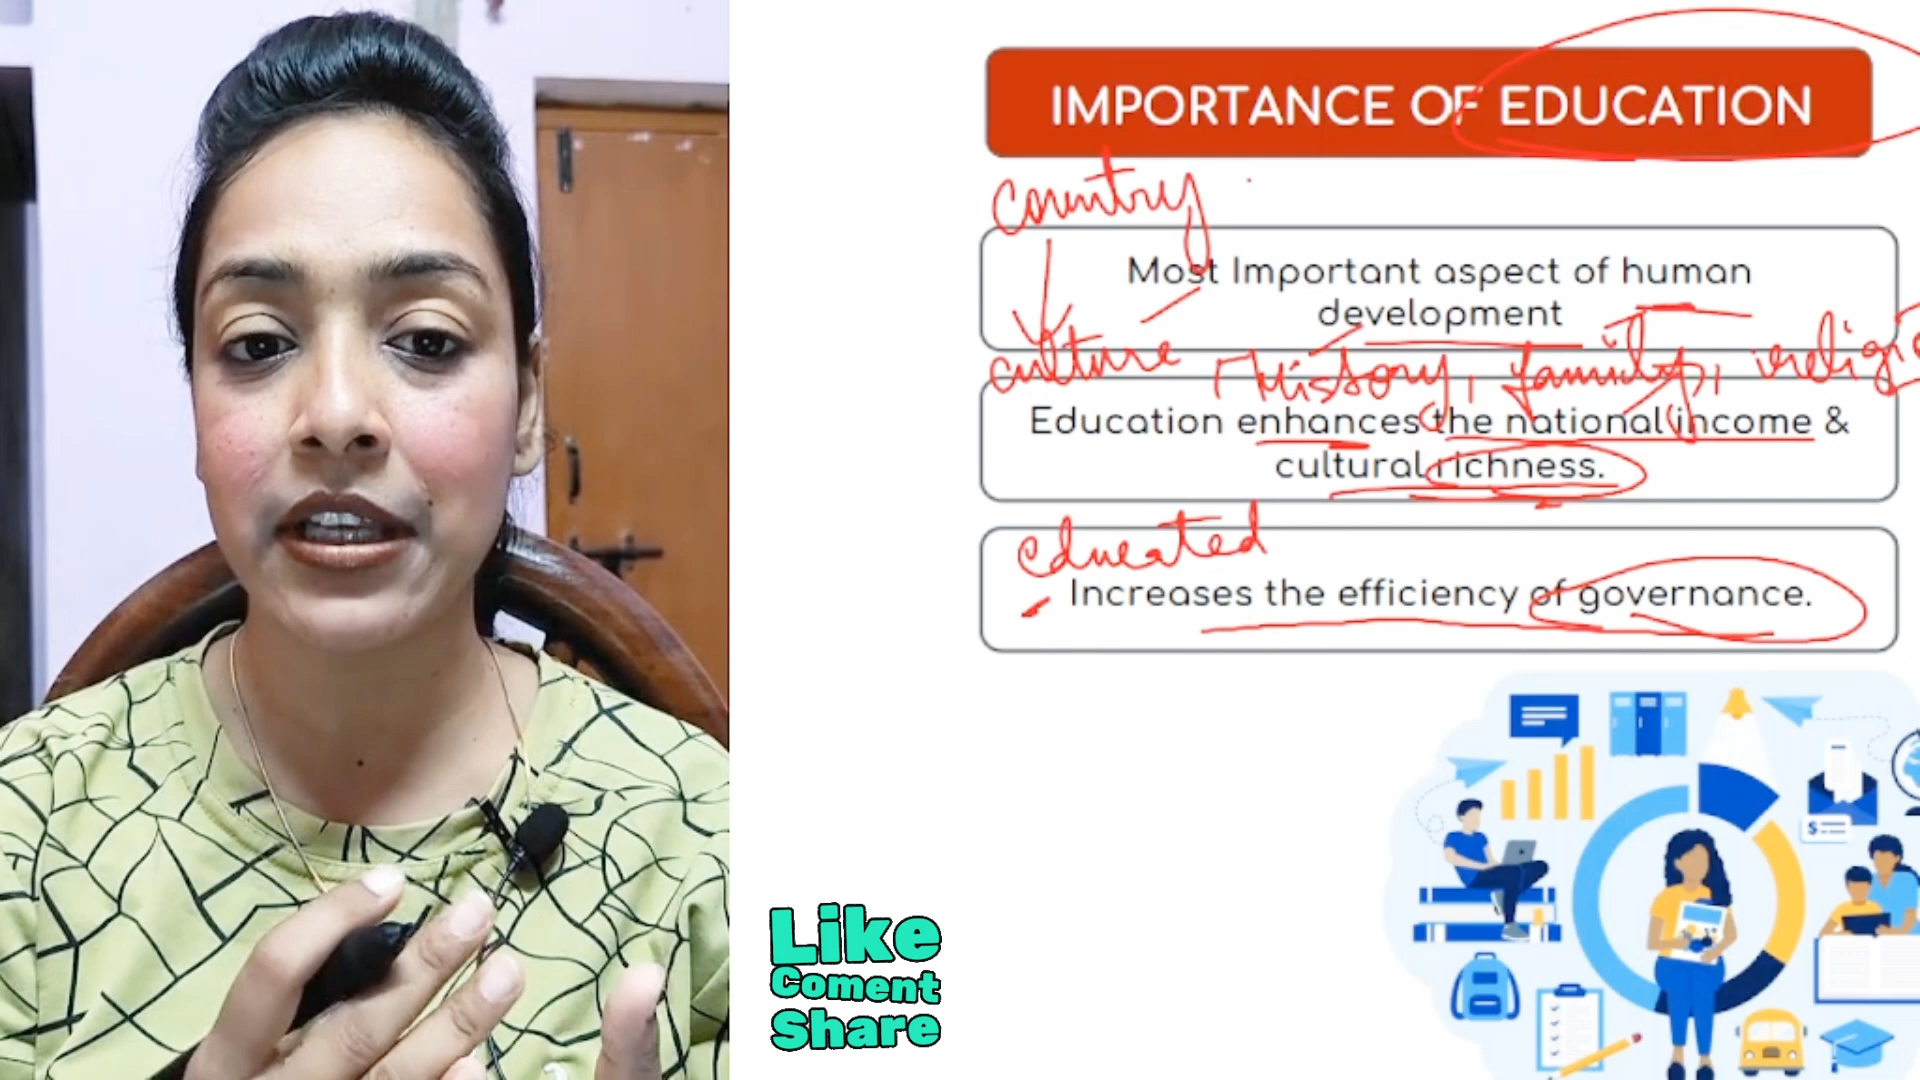 IMPORTANCE OF EDUCATION
country
Most Important aspect of human
development
culture History, family,
Education enhances the national income &
cultural richness.
educated
Increases the efficiency of governance.
Like
Coment
Share